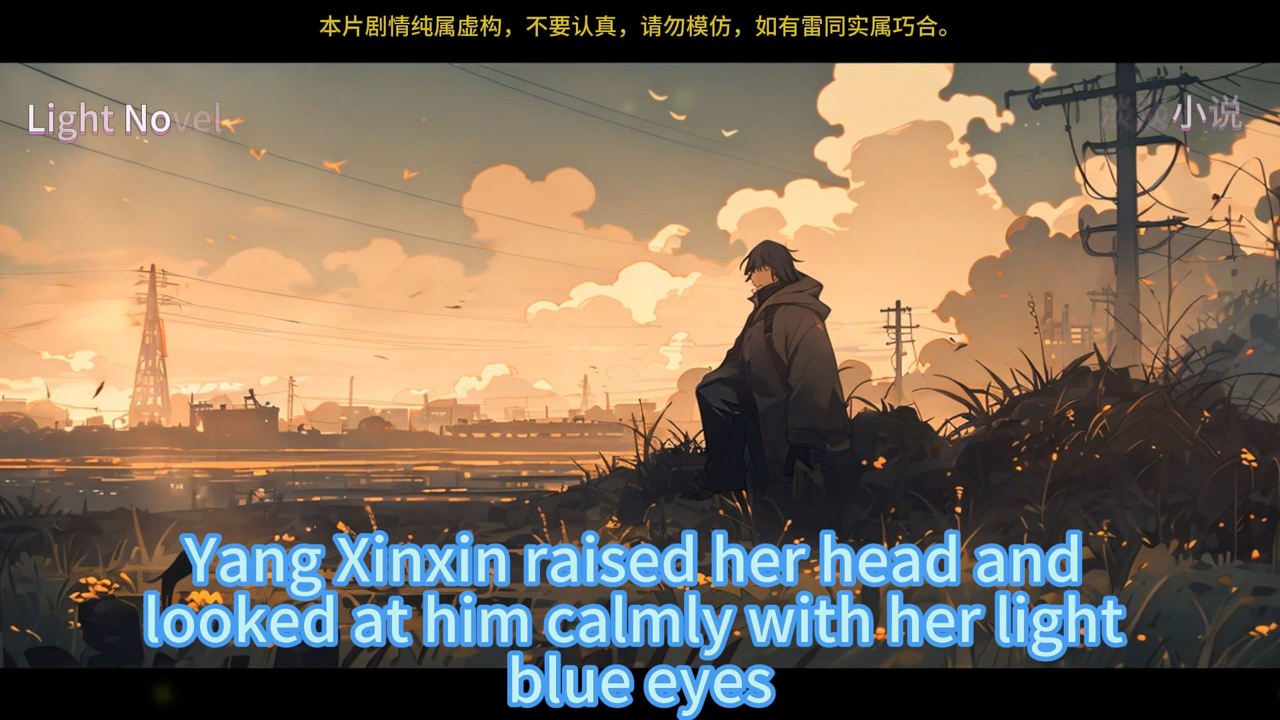 本片剧情纯属虚构，不要认真，请勿模仿，如有雷同实属巧合。
Light Novel
小说
Yang Xinxin raised her head and
looked at him calmly with her light
blue eyes